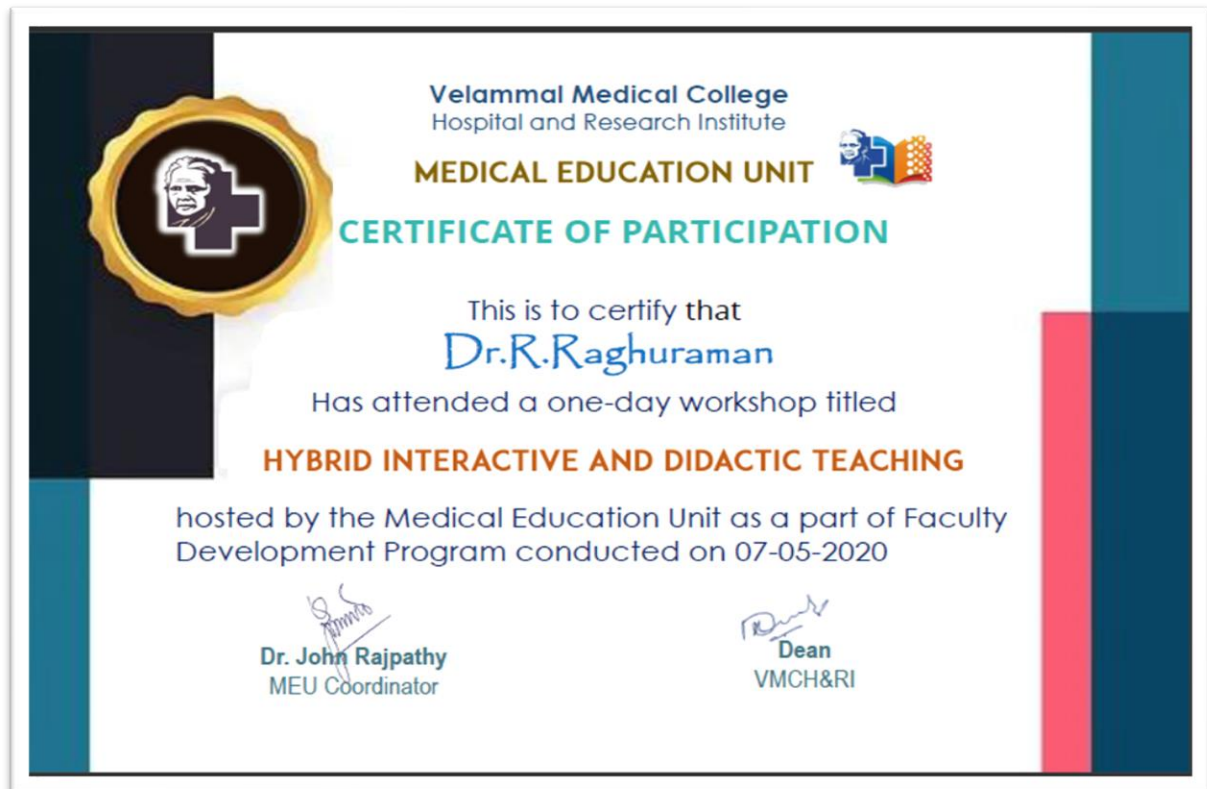 Velammal Medical College
Hospital and Research Institute
MEDICAL EDUCATION UNIT
CERTIFICATE OF PARTICIPATION
This is to certify that
Dr.R.Raghuraman
Has attended a one-day workshop titled
HYBRID INTERACTIVE AND DIDACTIC TEACHING
hosted by the Medical Education Unit as a part of Faculty
Development Program conducted on 07-05-2020
Dr. John Rajpathy
MEU Coordinator
Dean
VMCH&RI